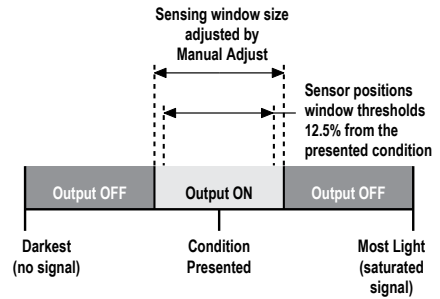 Sensing window size
adjusted by
Manual Adjust
Sensor positions
window thresholds
12.5% from the
presented condition
Output OFF
Output ON
Output OFF
Darkest
(no signal)
Condition
Presented
Most Light
(saturated
signal)